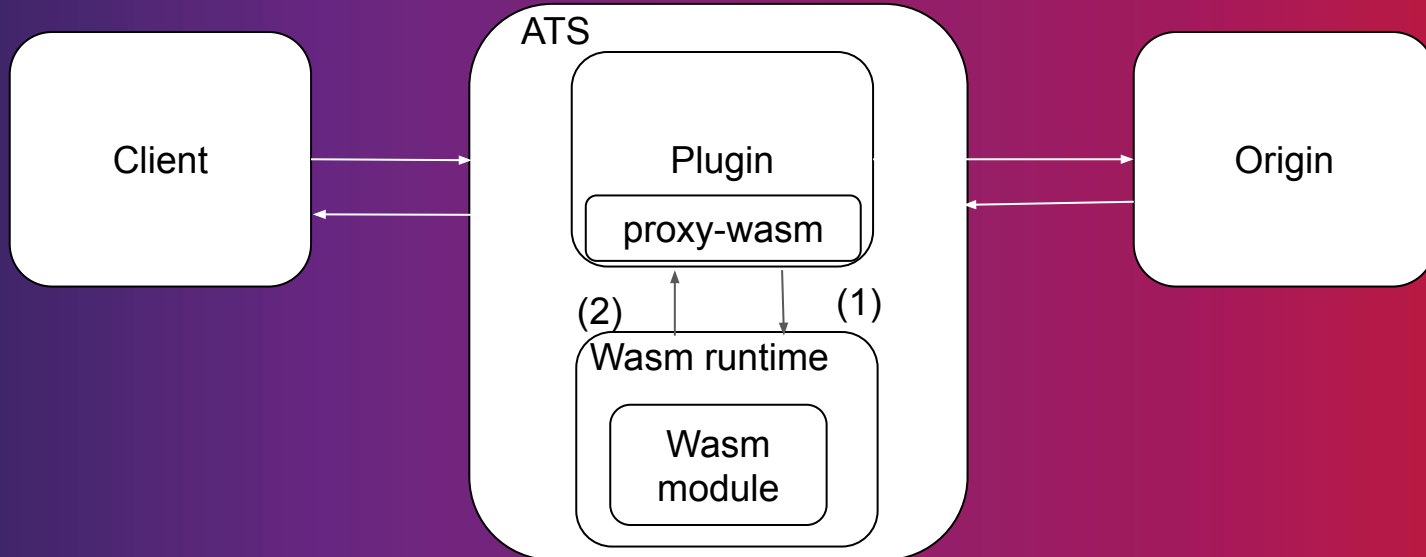 ATS
Client
Plugin
Origin
proxy-wasm
(2)
(1)
Wasm runtime
Wasm
module